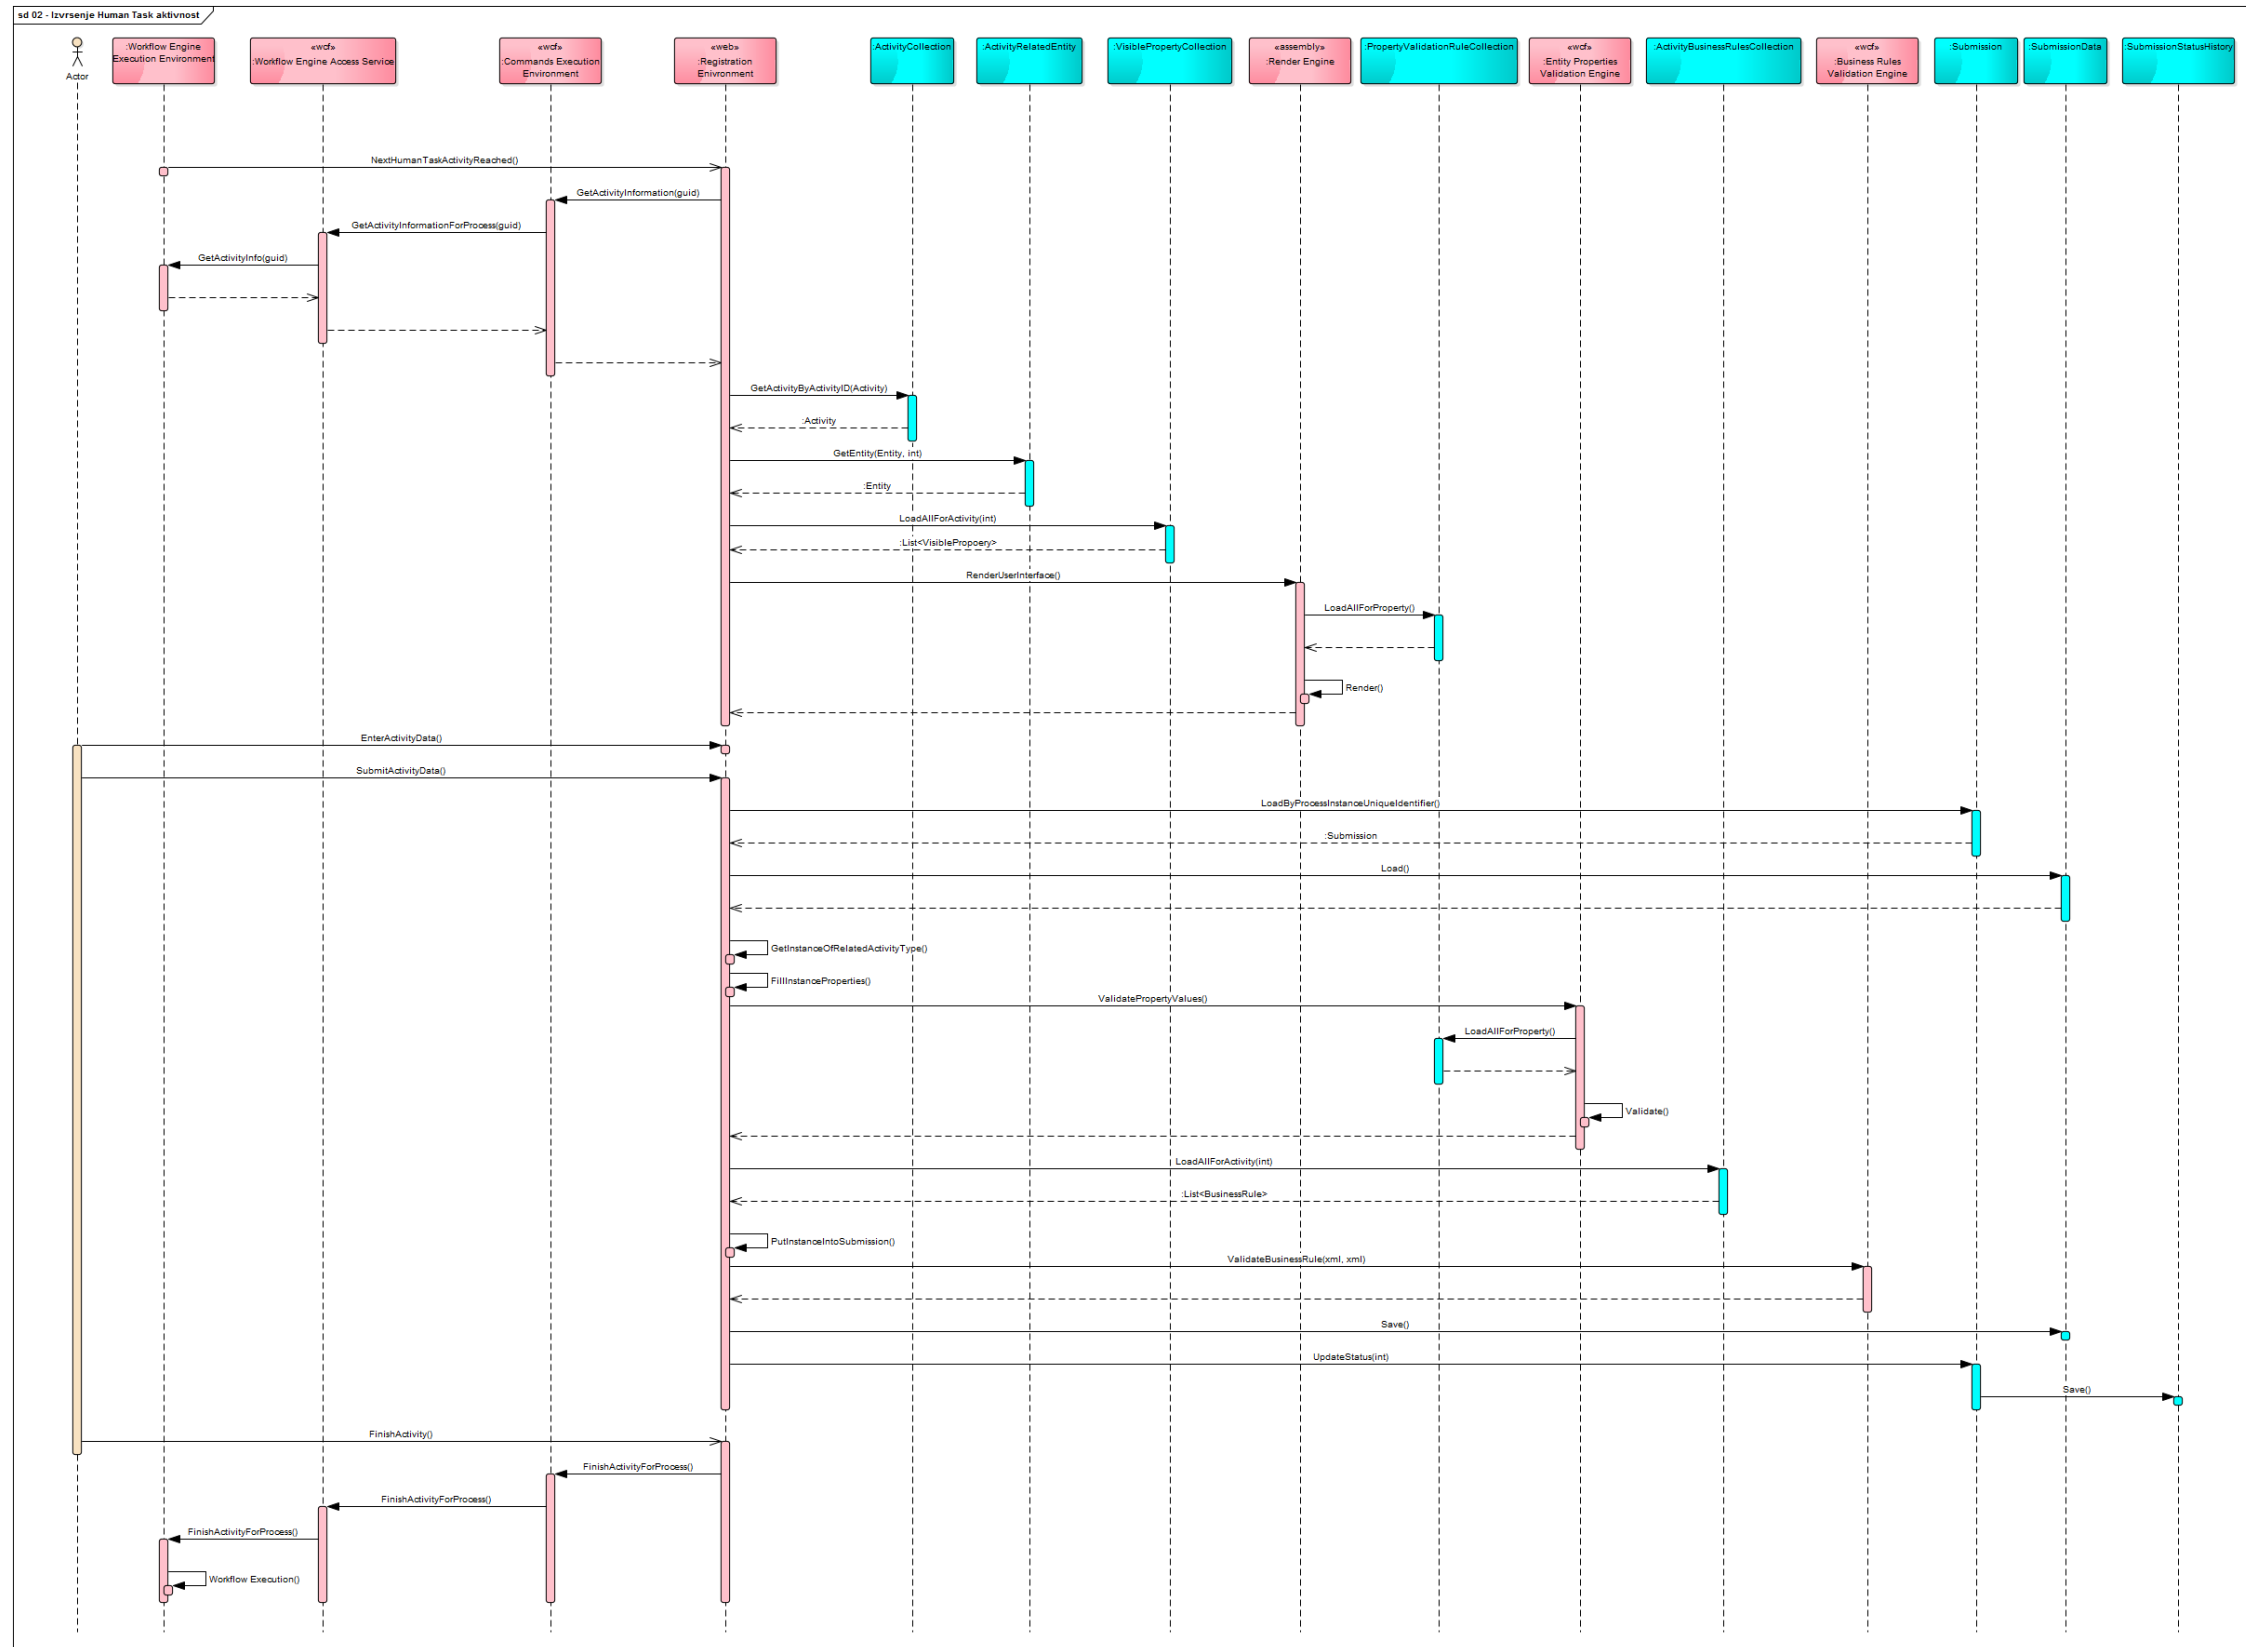 sd 02 - Izvrsenje Human Task aktivnost
Actor
:Workflow Engine
Execution Environment
«wcf»
:Workflow Engine Access Service
«wcf»
:Commands Execution
Environment
«web»
:Registration
Enivronment
:ActivityCollection
:ActivityRelatedEntity
:VisiblePropertyCollection
«assembly»
:Render Engine
:PropertyValidationRuleCollection
«wcf»
:Entity Properties
Validation Engine
:ActivityBusinessRulesCollection
«wcf»
:Business Rules
Validation Engine
:Submission
:SubmissionData
:SubmissionStatusHistory
NextHumanTaskActivityReached()
GetActivityInformation(guid)
GetActivityInformationForProcess(guid)
GetActivityInfo(guid)
GetActivityByActivityID(Activity)
:Activity
GetEntity(Entity, int)
:Entity
LoadAllForActivity(int)
:List<VisiblePropoery>
RenderUserInterface()
LoadAllForProperty()
Render()
EnterActivityData()
SubmitActivityData()
LoadByProcessInstanceUniqueIdentifier()
:Submission
Load()
GetInstanceOfRelatedActivityType()
FillInstanceProperties()
ValidatePropertyValues()
LoadAllForProperty()
Validate()
LoadAllForActivity(int)
:List<BusinessRule>
PutInstanceIntoSubmission()
ValidateBusinessRule(xml, xml)
Save()
UpdateStatus(int)
Save()
FinishActivity()
FinishActivityForProcess()
FinishActivityForProcess()
FinishActivityForProcess()
Workflow Execution()